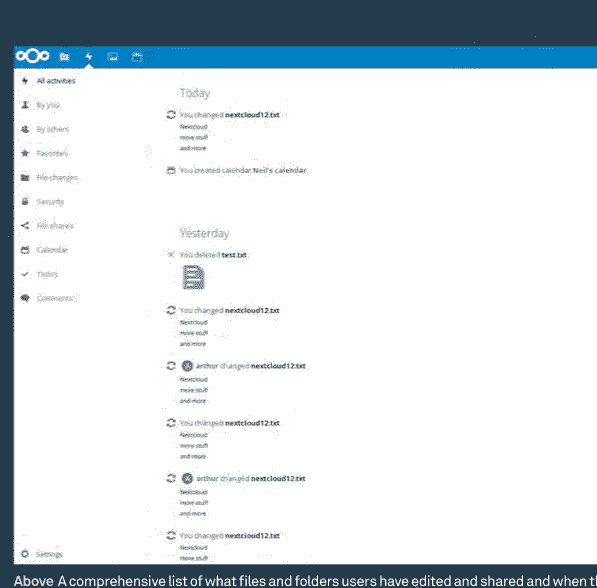 All activities
By you
By others
Favorites
File changes
Security
File shares
Calendar
Todos
Comments
Settings
Today
You changed nextcloud12.txt
Nextcloud
more stuff
and more
You created calendar Neil's calendar
Yesterday
You deleted test.txt
You changed nextcloud12.txt
Nextcloud
more stuff
and more
arthur changed nextcloud12.txt
Nextcloud
more stuff
and more
You changed nextcloud12.txt
Nextcloud
more stuff
and more
arthur changed nextcloud12.txt
Nextcloud
more stuff
and more
You changed nextcloud12.txt
Nextcloud
more stuff
Above A comprehensive list of what files and folders users have edited and shared and when